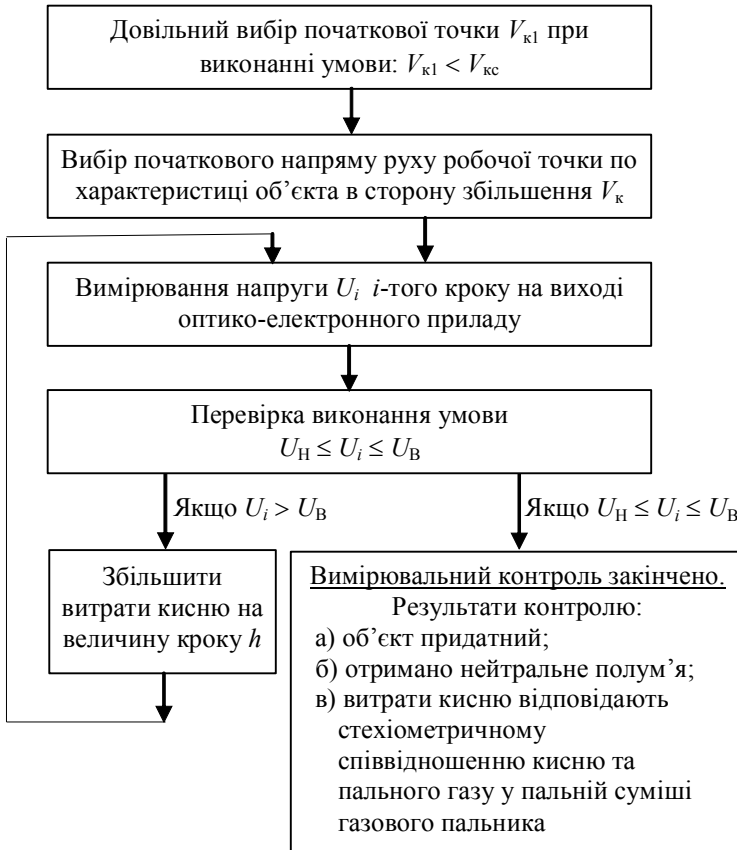 Довільний вибір початкової точки Vк1 при
виконанні умови: Vк1 < Vкс
Вибір початкового напряму руху робочої точки по
характеристиці об’єкта в сторону збільшення Vк
Вимірювання напруги Ui i-того кроку на виході
оптико-електронного приладу
Перевірка виконання умови
UН ≤ Ui ≤ UВ
Якщо Ui > UВ
Якщо UН ≤ Ui ≤ UВ
Збільшити
витрати кисню на
величину кроку h
Вимірювальний контроль закінчено.
Результати контролю:
а) об’єкт придатний;
б) отримано нейтральне полум’я;
в) витрати кисню відповідають
стехіометричному
співвідношенню кисню та
пального газу у пальній суміші
газового пальника